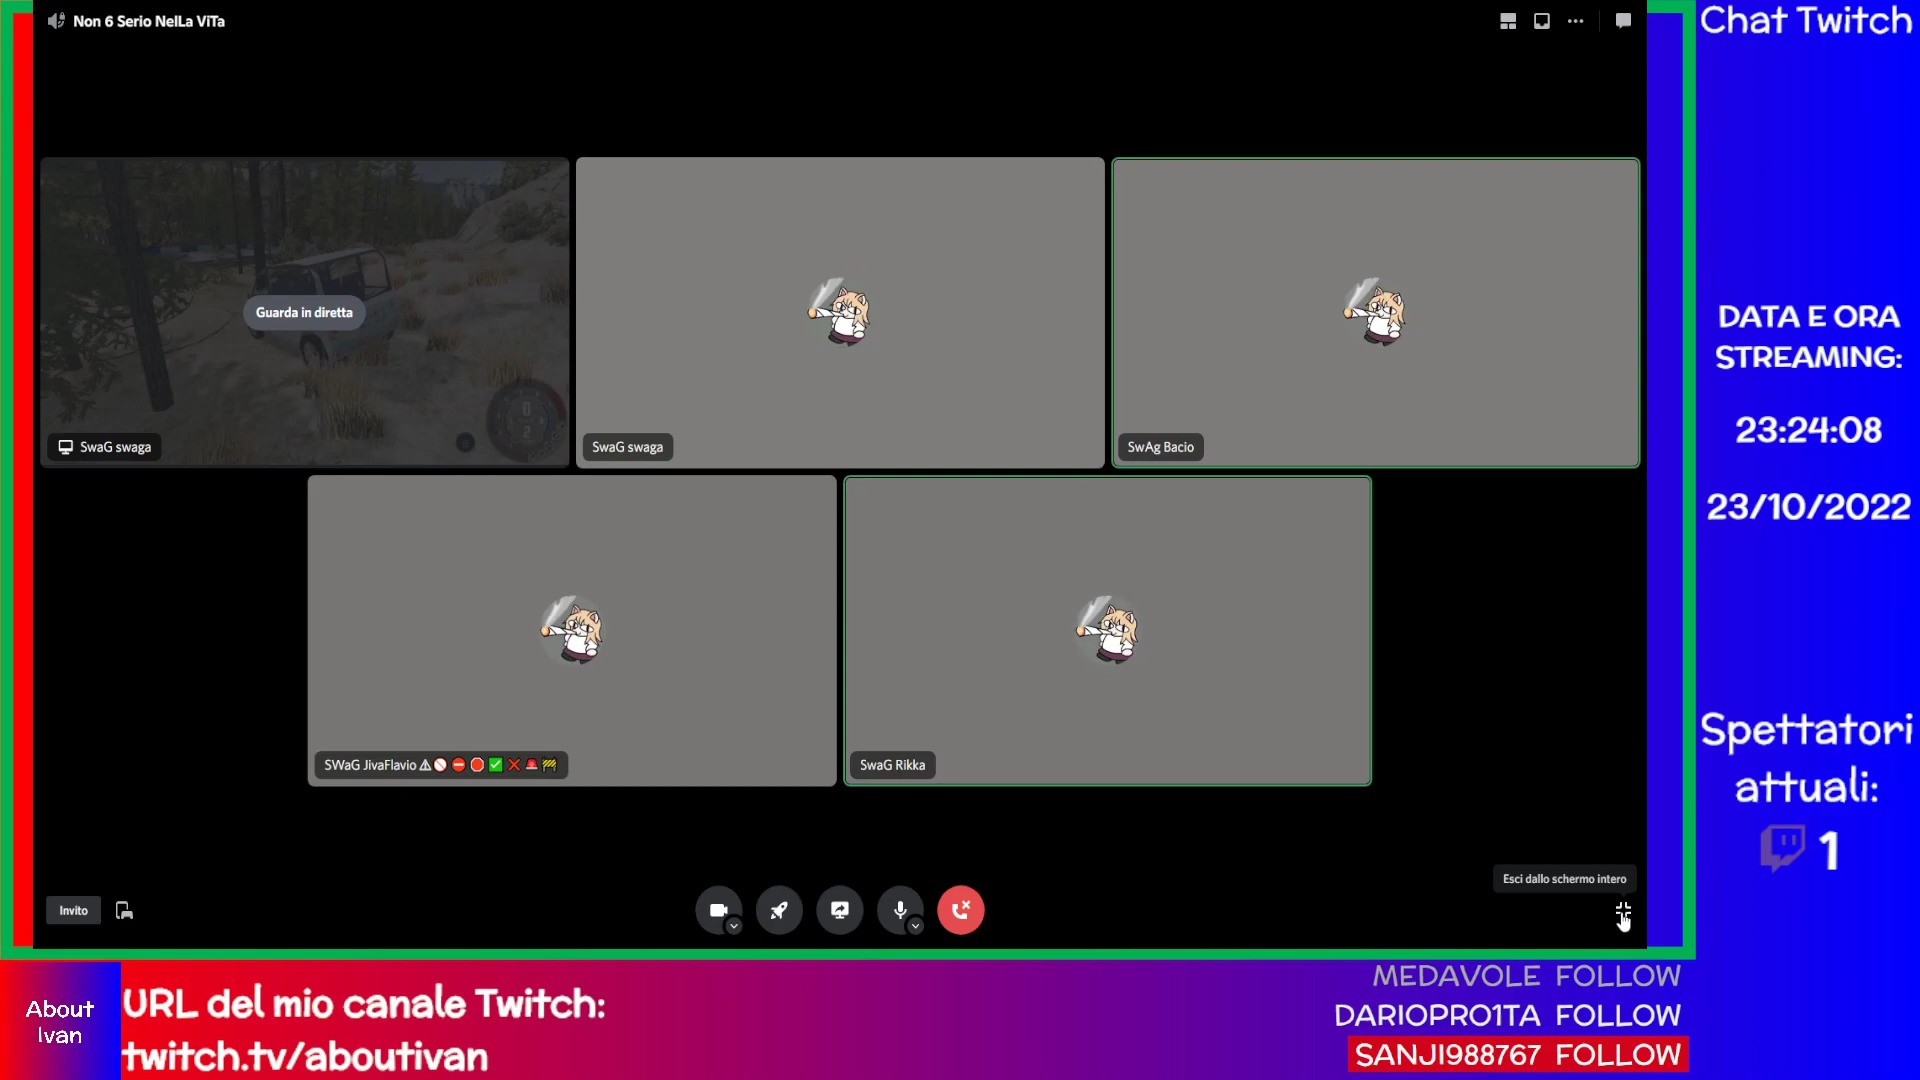 Non 6 Serio NelLa ViTa
Chat Twitch
Guarda in diretta
SwaG swaga
SwaG swaga
SwAg Bacio
DATA E ORA
STREAMING:
23:24:08
23/10/2022
SWaG JivaFlavio ⚠🚫⛔🛑✅❌🚨🚧
SwaG Rikka
Spettatori
attuali:
1
Esci dallo schermo intero
Invito
About
Ivan
URL del mio canale Twitch:
twitch.tv/aboutivan
MEDAVOLE FOLLOW
DARIOPRO1TA FOLLOW
SANJI988767 FOLLOW